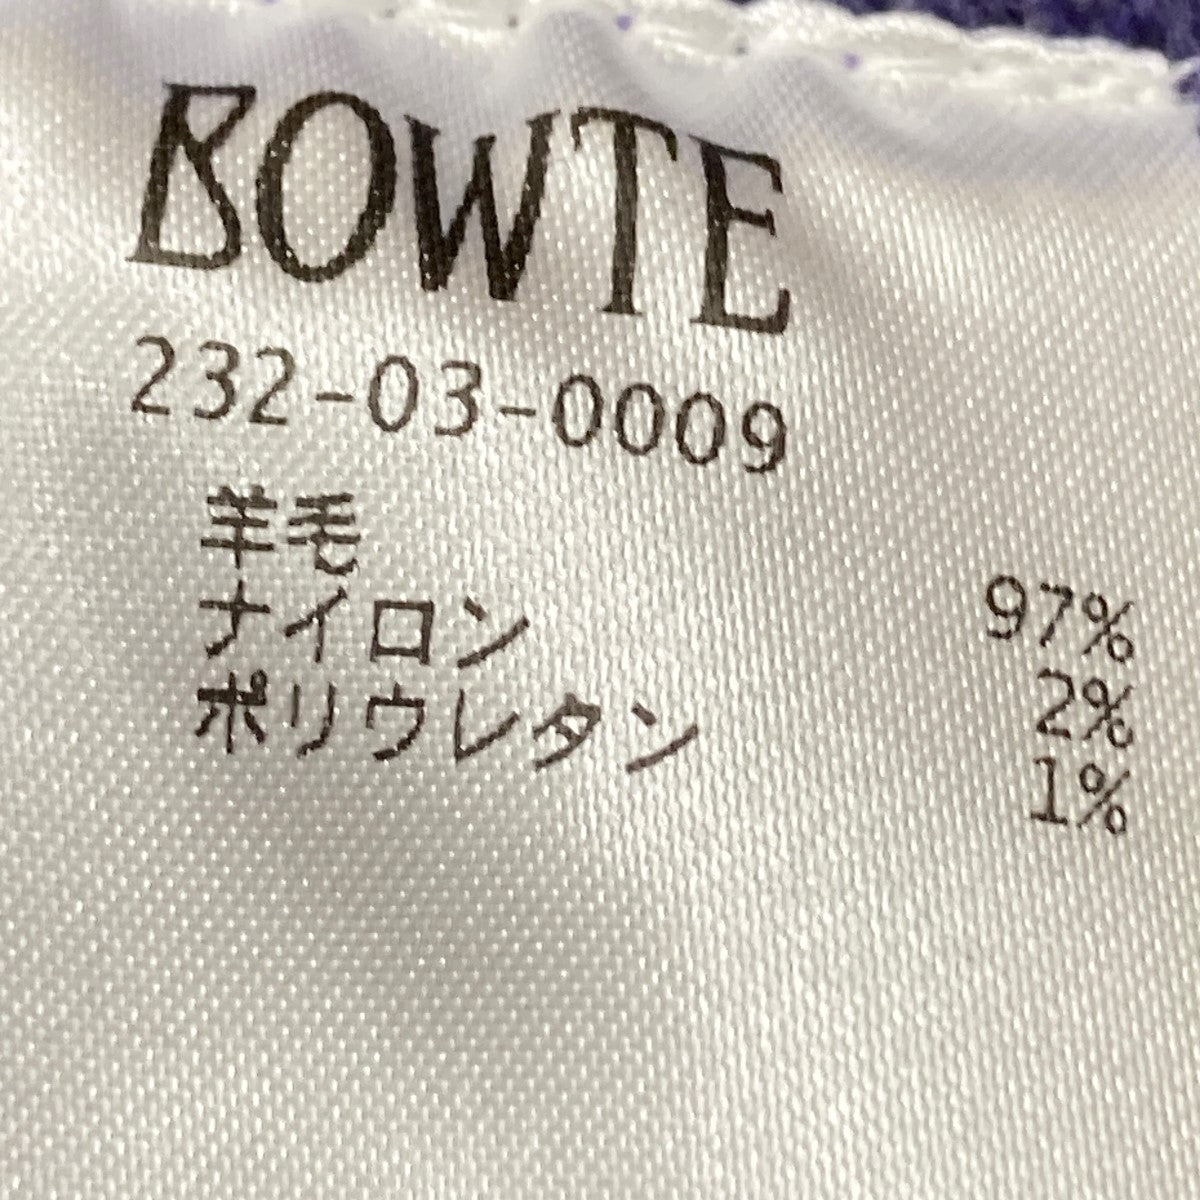 BOWTE
232-03-0009
羊毛 97%
ナイロン 2%
ポリウレタン 1%